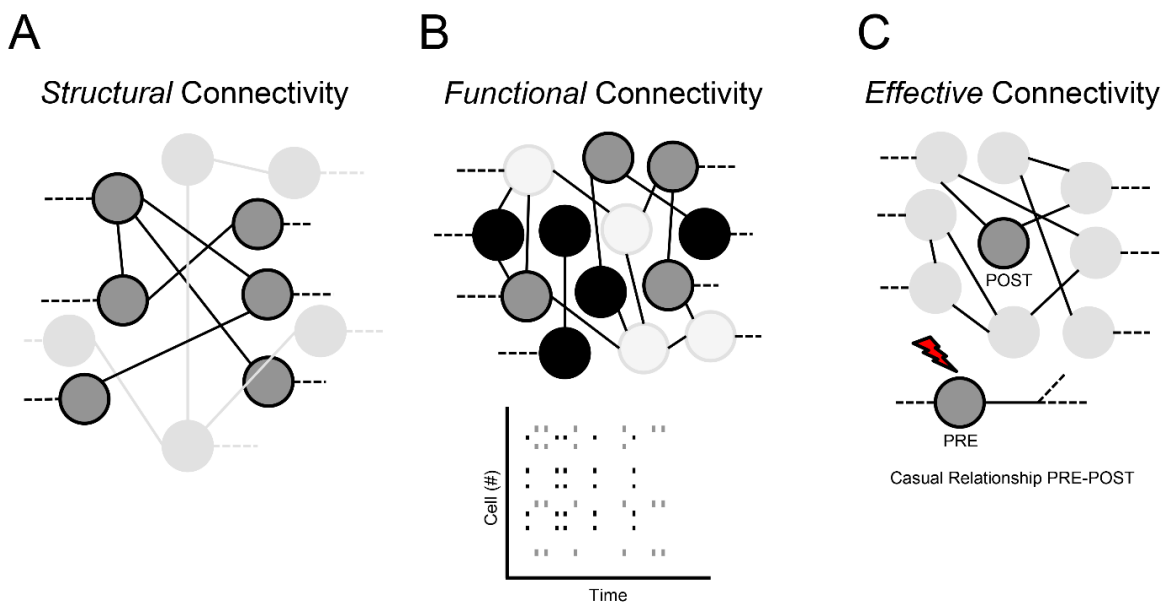 A
Structural Connectivity
B
Functional Connectivity
Cell (#)
Time
C
Effective Connectivity
POST
PRE
Casual Relationship PRE-POST